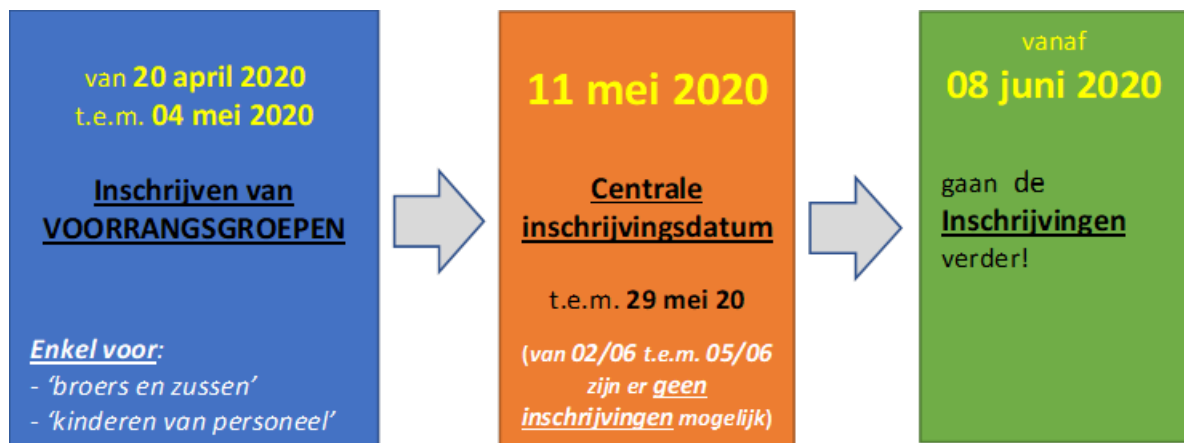 van 20 april 2020
t.e.m. 04 mei 2020
Inschrijven van
VOORRANGSGROEPEN
Enkel voor:
- ‘broers en zussen’
- ‘kinderen van personeel’
11 mei 2020
Centrale
inschrijvingsdatum
t.e.m. 29 mei 20
(van 02/06 t.e.m. 05/06
zijn er geen
inschrijvingen mogelijk)
vanaf
08 juni 2020
gaan de
Inschrijvingen
verder!